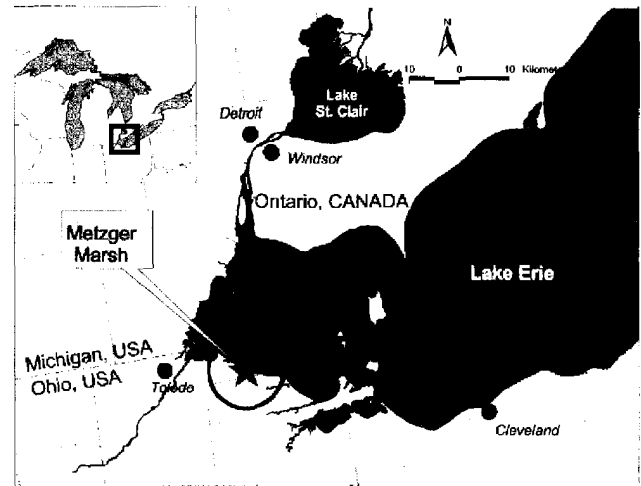 N
10 0 10
Lake
St. Clair
Detroit
Windsor
Ontario, CANADA
Metzger
Marsh
Lake Erie
Michigan, USA
Ohio, USA
Toledo
Cleveland